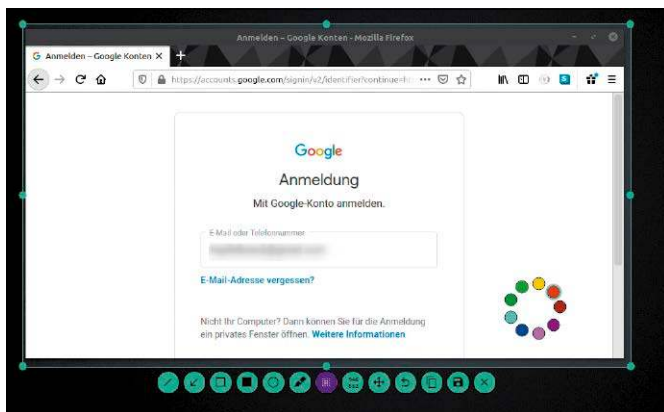 Anmelden – Google Konten - Mozilla Firefox
Anmelden – Google Konten
https://accounts.google.com/signin/v2/identifier?continue=h
Google
Anmeldung
Mit Google-Konto anmelden.
E-Mail oder Telefonnummer
E-Mail-Adresse vergessen?
Nicht Ihr Computer? Dann können Sie für die Anmeldung
ein privates Fenster öffnen. Weitere Informationen